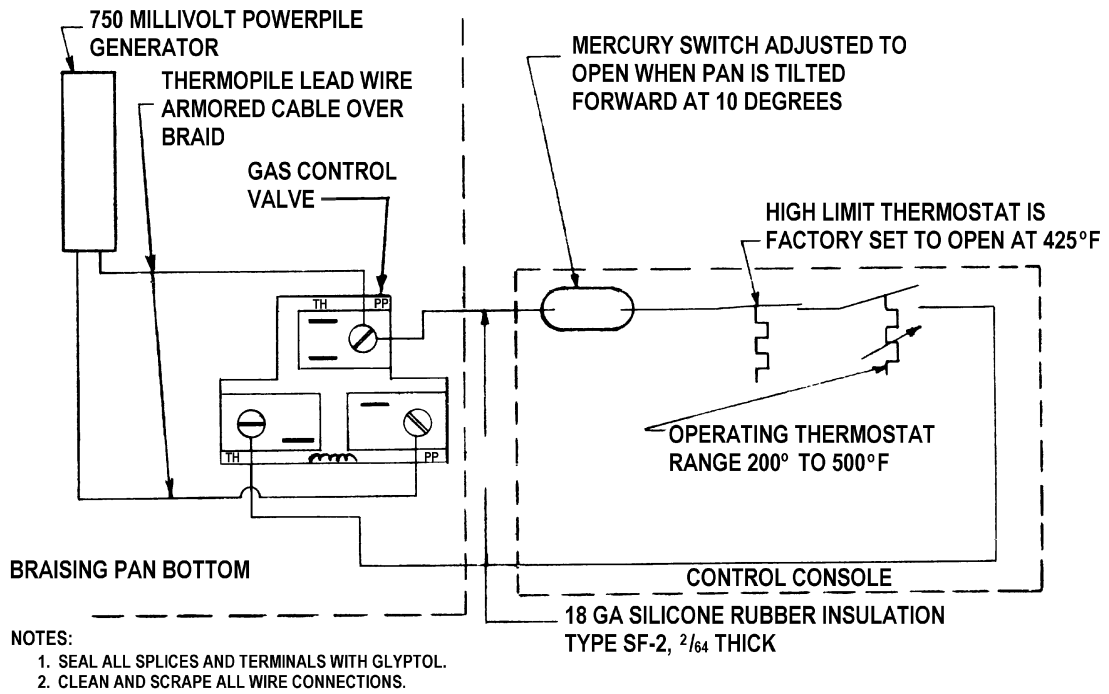 750 MILLIVOLT POWERPILE
GENERATOR
THERMOPILE LEAD WIRE
ARMORED CABLE OVER
BRAID
GAS CONTROL
VALVE
MERCURY SWITCH ADJUSTED TO
OPEN WHEN PAN IS TILTED
FORWARD AT 10 DEGREES
HIGH LIMIT THERMOSTAT IS
FACTORY SET TO OPEN AT 425°F
TH PP
OPERATING THERMOSTAT
RANGE 200° TO 500°F
TH PP
BRAISING PAN BOTTOM
CONTROL CONSOLE
18 GA SILICONE RUBBER INSULATION
TYPE SF-2, 2/64 THICK
NOTES:
1. SEAL ALL SPLICES AND TERMINALS WITH GLYPTOL.
2. CLEAN AND SCRAPE ALL WIRE CONNECTIONS.